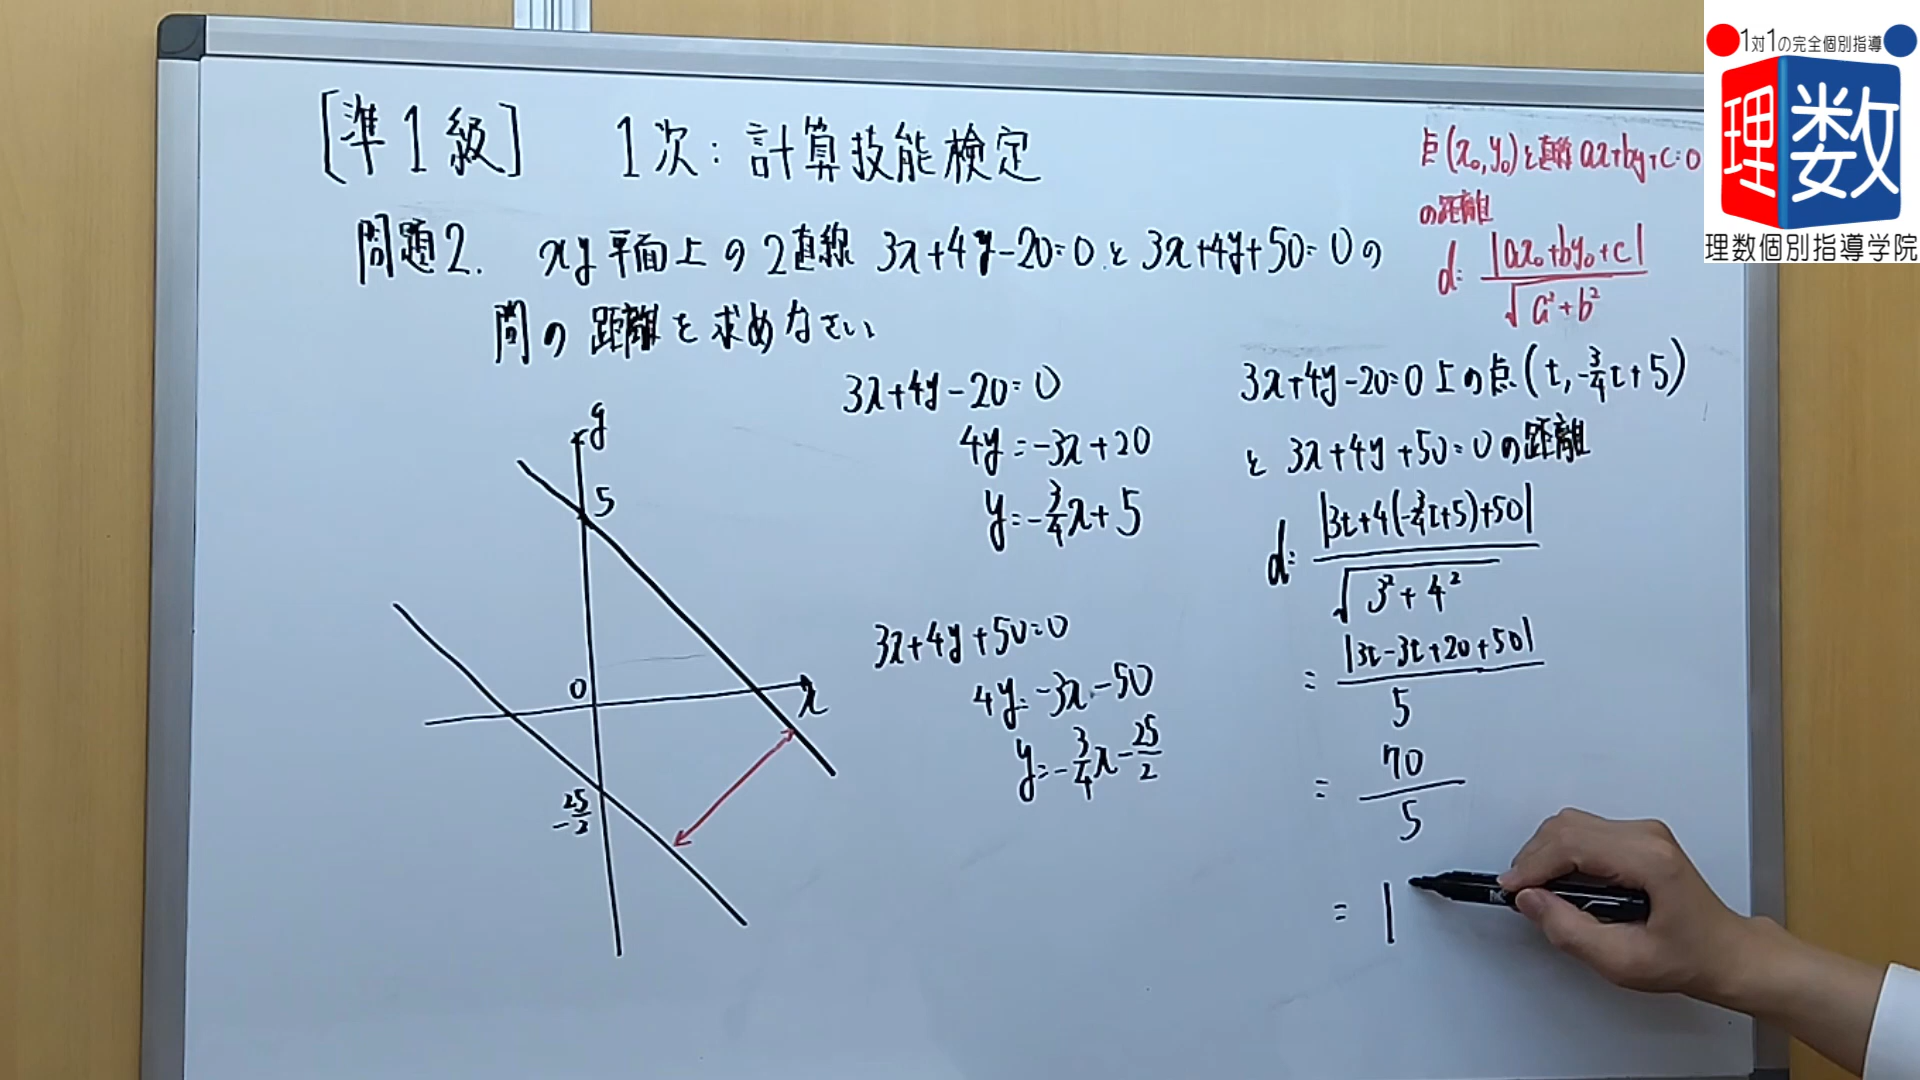 [準1級] 1次:計算技能検定
問題2. xy平面上の2直線 3x+4y-20=0と3x+4y+50=0の
間の距離を求めなさい
点(x₀,y₀)と直線ax+by+c=0
の距離
d=|ax₀+by₀+c|/√a²+b²
y
5
0
x
-25/2
3x+4y-20=0
4y=-3x+20
y=-3/4x+5
3x+4y+50=0
4y=-3x-50
y=-3/4x-25/2
3x+4y-20=0上の点(t,-3/4t+5)
と 3x+4y+50=0の距離
d=|3t+4(-3/4t+5)+50|/√3²+4²
=|3t-3t+20+50|/5
=70/5
=1
1対1の完全個別指導
理数
理数個別指導学院